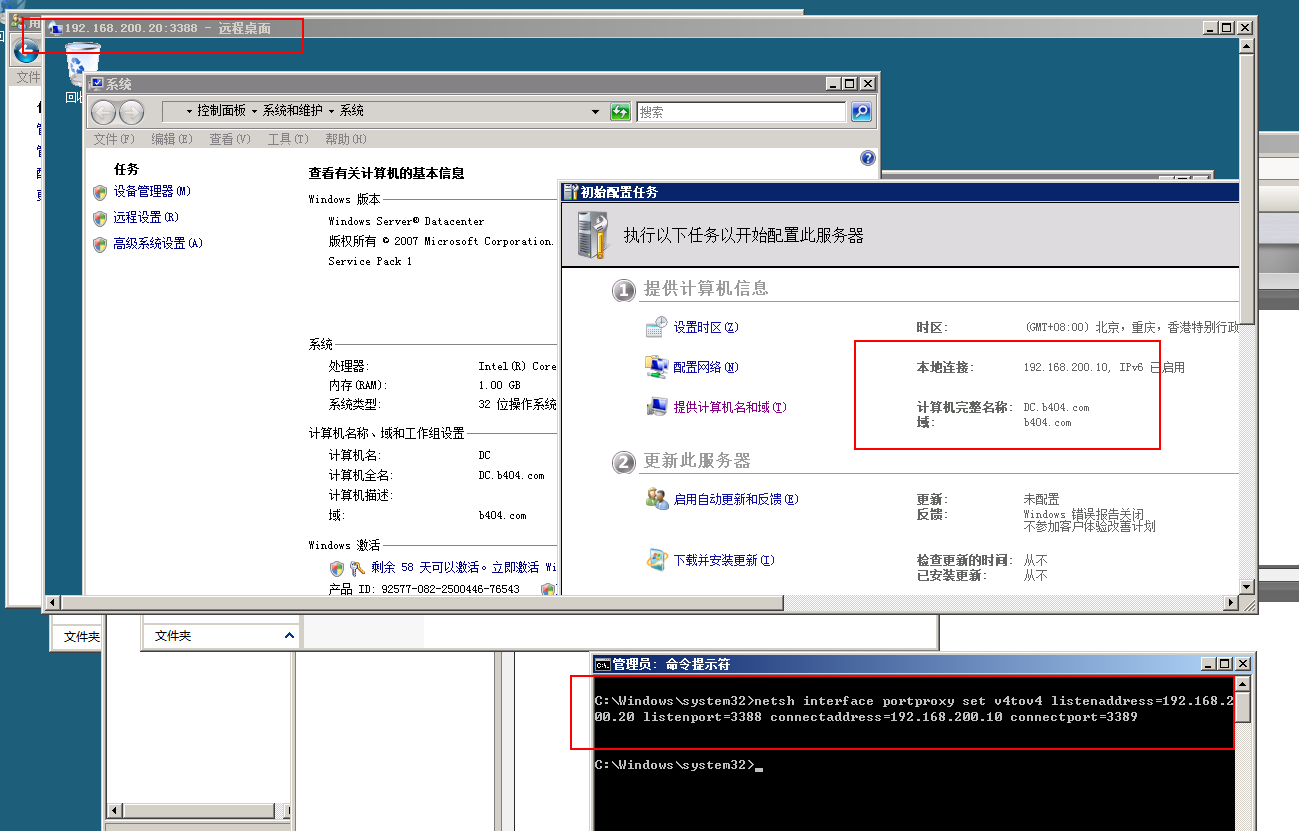 用
192.168.200.20:3388 - 远程桌面
文件
回收
系统
控制面板 系统和维护 系统
搜索
文件(F) 编辑(E) 查看(V) 工具(T) 帮助(H)
任务
设备管理器(M)
远程设置(R)
高级系统设置(A)
查看有关计算机的基本信息
Windows 版本
Windows Server® Datacenter
版权所有 © 2007 Microsoft Corporation.
Service Pack 1
系统
处理器: Intel(R) Core
内存(RAM): 1.00 GB
系统类型: 32 位操作系统
计算机名称、域和工作组设置
计算机名: DC
计算机全名: DC.b404.com
计算机描述:
域: b404.com
Windows 激活
剩余 58 天可以激活。立即激活 Wi
产品 ID: 92577-082-2500446-76543
初始配置任务
执行以下任务以开始配置此服务器
1 提供计算机信息
设置时区(Z) 时区: (GMT+08:00) 北京，重庆，香港特别行政
配置网络(N) 本地连接: 192.168.200.10, IPv6 已启用
提供计算机名和域(T) 计算机完整名称: DC.b404.com
域: b404.com
2 更新此服务器
启用自动更新和反馈(E) 更新: 未配置
反馈: Windows 错误报告关闭
不参加客户体验改善计划
下载并安装更新(I) 检查更新的时间: 从不
已安装更新: 从不
文件夹
文件夹
管理员: 命令提示符
C:\Windows\system32>netsh interface portproxy set v4tov4 listenaddress=192.168.2
00.20 listenport=3388 connectaddress=192.168.200.10 connectport=3389
C:\Windows\system32>_